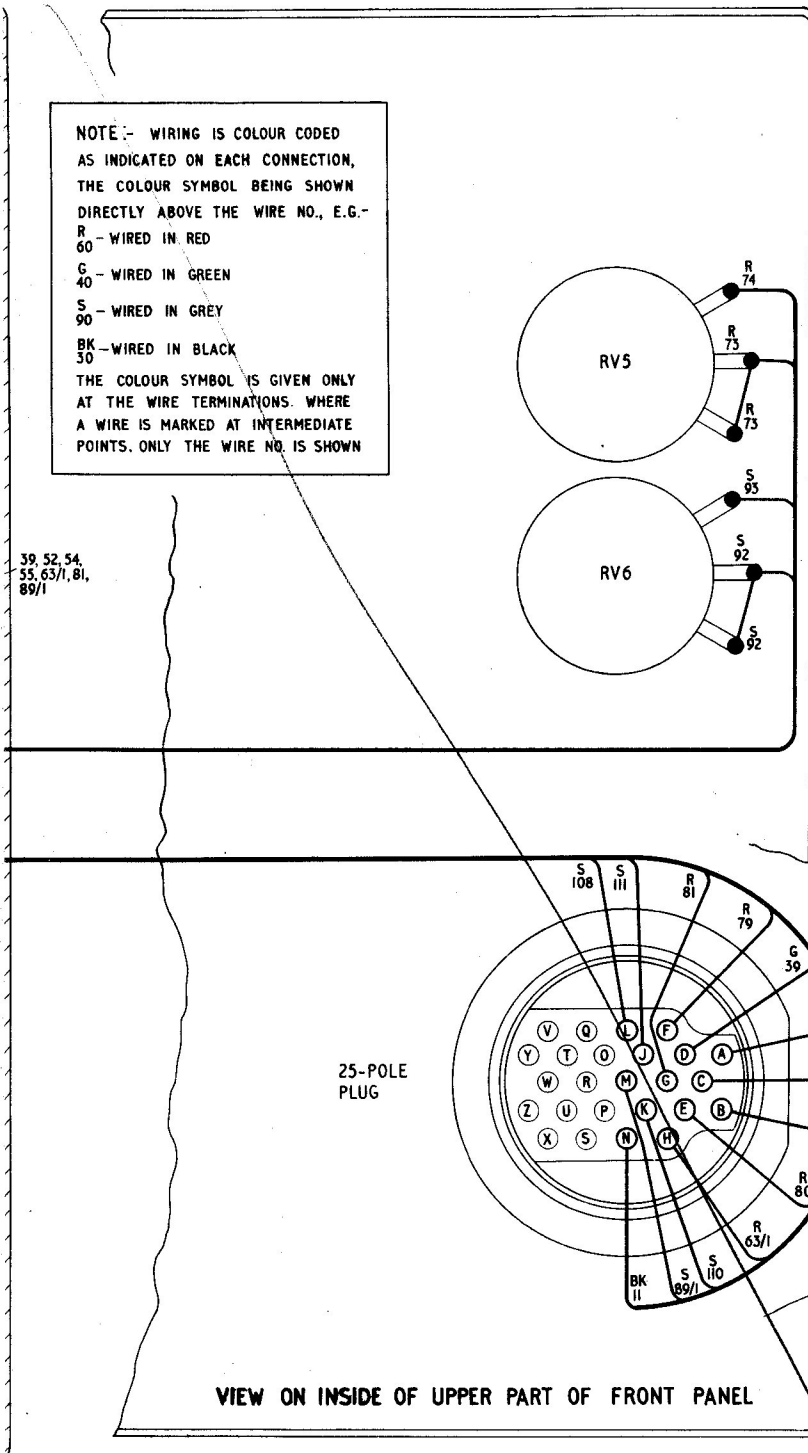 NOTE:- WIRING IS COLOUR CODED
AS INDICATED ON EACH CONNECTION,
THE COLOUR SYMBOL BEING SHOWN
DIRECTLY ABOVE THE WIRE NO., E.G.-
R
60 - WIRED IN RED
G
40 - WIRED IN GREEN
S
90 - WIRED IN GREY
BK
30 - WIRED IN BLACK
THE COLOUR SYMBOL IS GIVEN ONLY
AT THE WIRE TERMINATIONS. WHERE
A WIRE IS MARKED AT INTERMEDIATE
POINTS. ONLY THE WIRE NO. IS SHOWN
R
74
R
73
RV5
R
73
S
93
S
92
RV6
S
92
39, 52, 54,
55, 63/1, 81,
89/1
S
108
S
111
R
81
R
79
G
39
V Q L F
Y T O J D A
W R M G C
Z U P K E B
X S N H
25-POLE
PLUG
R
80
R
63/1
S
110
S
89/1
BK
11
VIEW ON INSIDE OF UPPER PART OF FRONT PANEL